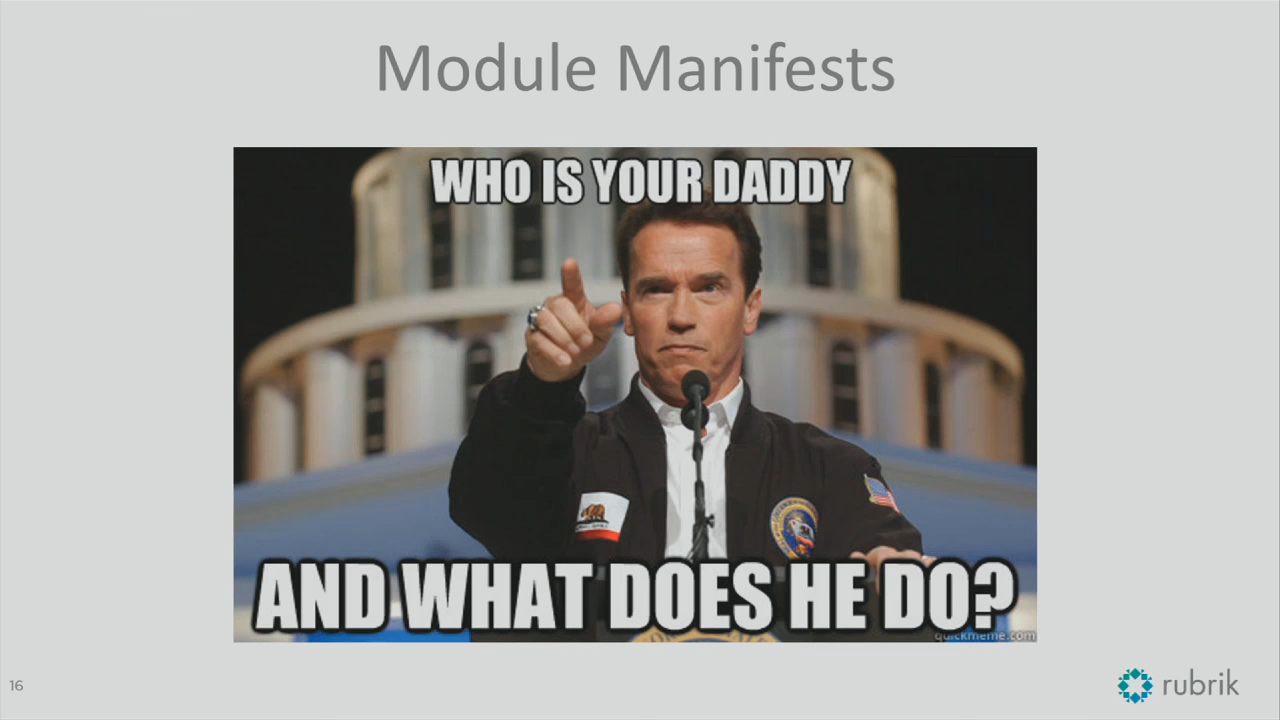 Module Manifests
WHO IS YOUR DADDY
AND WHAT DOES HE DO?
quickmeme.com
16
rubrik